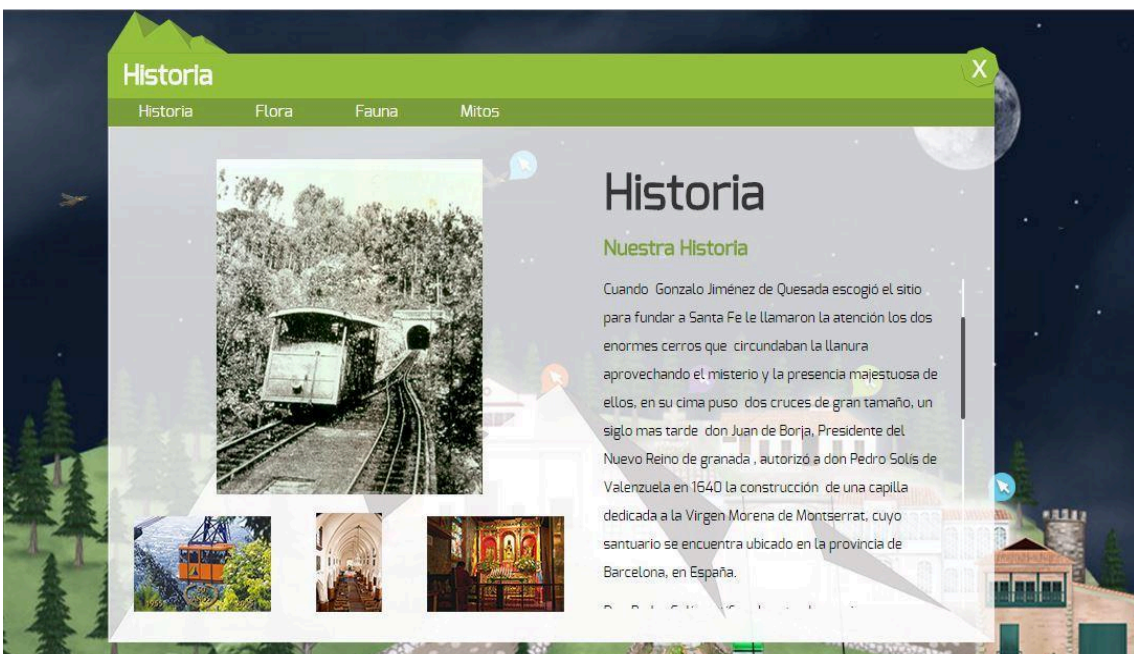 Historia
X
Historia Flora Fauna Mitos
Historia
Nuestra Historia
Cuando Gonzalo Jiménez de Quesada escogió el sitio
para fundar a Santa Fe le llamaron la atención los dos
enormes cerros que circundaban la llanura
aprovechando el misterio y la presencia majestuosa de
ellos, en su cima puso dos cruces de gran tamaño, un
siglo mas tarde don Juan de Borja, Presidente del
Nuevo Reino de granada , autorizó a don Pedro Solís de
Valenzuela en 1640 la construcción de una capilla
dedicada a la Virgen Morena de Montserrat, cuyo
santuario se encuentra ubicado en la provincia de
Barcelona, en España.